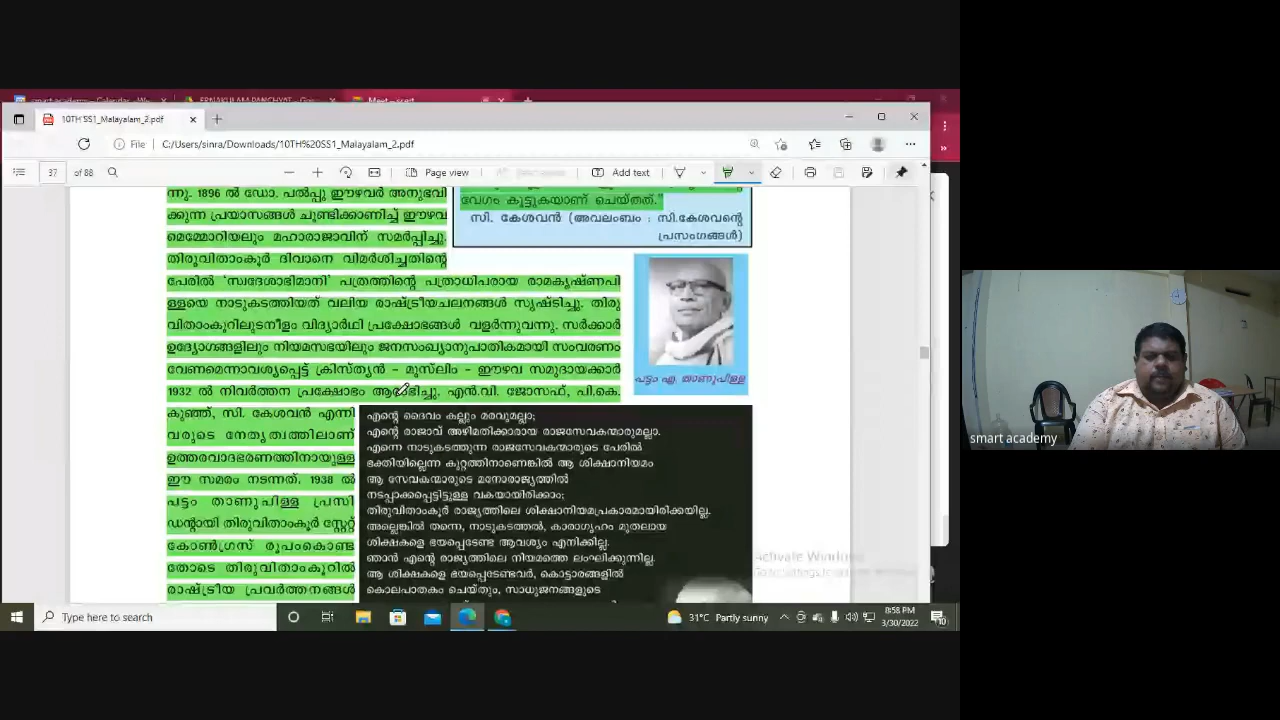 10TH SS1_Malayalam_2.pdf
File
C:/Users/sinra/Downloads/10TH%20SS1_Malayalam_2.pdf
37 of 88
Page view
Add text
ന്നു. 1896 ൽ ഡോ. പൽപ്പു ഈഴവർ അനുഭവി
ക്കുന്ന പ്രയാസങ്ങൾ ചൂണ്ടിക്കാണിച്ച് ഈഴവ
മെമ്മോറിയലും മഹാരാജാവിന് സമർപ്പിച്ചു.
തിരുവിതാംകൂർ ദിവാനെ വിമർശിച്ചതിന്റെ
പേരിൽ 'സ്വദേശാഭിമാനി' പത്രത്തിന്റെ പത്രാധിപരായ രാമകൃഷ്ണപി
ള്ളയെ നാടുകടത്തിയത് വലിയ രാഷ്ട്രീയചലനങ്ങൾ സൃഷ്ടിച്ചു. തിരു
വിതാംകൂറിലുടനീളം വിദ്യാർഥി പ്രക്ഷോഭങ്ങൾ വളർന്നുവന്നു. സർക്കാർ
ഉദ്യോഗങ്ങളിലും നിയമസഭയിലും ജനസംഖ്യാനുപാതികമായി സംവരണം
വേണമെന്നാവശ്യപ്പെട്ട് ക്രിസ്ത്യൻ - മുസ്‌ലിം - ഈഴവ സമുദായക്കാർ
1932 ൽ നിവർത്തന പ്രക്ഷോഭം ആരംഭിച്ചു. എൻ.വി. ജോസഫ്, പി.കെ.
കുഞ്ഞ്, സി. കേശവൻ എന്നി
വരുടെ നേതൃത്വത്തിലാണ്
ഉത്തരവാദഭരണത്തിനായുള്ള
ഈ സമരം നടന്നത്. 1938 ൽ
പട്ടം താണുപിള്ള പ്രസി
ഡന്റായി തിരുവിതാംകൂർ സ്റ്റേറ്റ്
കോൺഗ്രസ് രൂപംകൊണ്ട
തോടെ തിരുവിതാംകൂറിൽ
രാഷ്ട്രീയ പ്രവർത്തനങ്ങൾ
വേഗം കൂട്ടുകയാണ് ചെയ്തത്."
സി. കേശവൻ (അവലംബം : സി.കേശവന്റെ
പ്രസംഗങ്ങൾ)
പട്ടം എ. താണുപിള്ള
എന്റെ ദൈവം കല്ലും മരവുമല്ലാ;
എന്റെ രാജാവ് അഴിമതിക്കാരായ രാജസേവകന്മാരുമല്ലാ.
എന്നെ നാടുകടത്തുന്ന രാജസേവകന്മാരുടെ പേരിൽ
ഭക്തിയില്ലെന്ന കുറ്റത്തിനാണെങ്കിൽ ആ ശിക്ഷാനിയമം
ആ സേവകന്മാരുടെ മനോരാജ്യത്തിൽ
നടപ്പാക്കപ്പെട്ടിട്ടുള്ള വകയായിരിക്കാം;
തിരുവിതാംകൂർ രാജ്യത്തിലെ ശിക്ഷാനിയമപ്രകാരമായിരിക്കയില്ല.
അല്ലെങ്കിൽ തന്നെ, നാടുകടത്തൽ, കാരാഗൃഹം മുതലായ
ശിക്ഷകളെ ഭയപ്പെടേണ്ട ആവശ്യം എനിക്കില്ല.
ഞാൻ എന്റെ രാജ്യത്തിലെ നിയമത്തെ ലംഘിക്കുന്നില്ല.
ആ ശിക്ഷകളെ ഭയപ്പെടേണ്ടവർ, കൊട്ടാരങ്ങളിൽ
കൊലപാതകം ചെയ്തും, സാധുജനങ്ങളുടെ
Activate Windows
smart academy
Type here to search
31°C Partly sunny
8:58 PM
3/30/2022